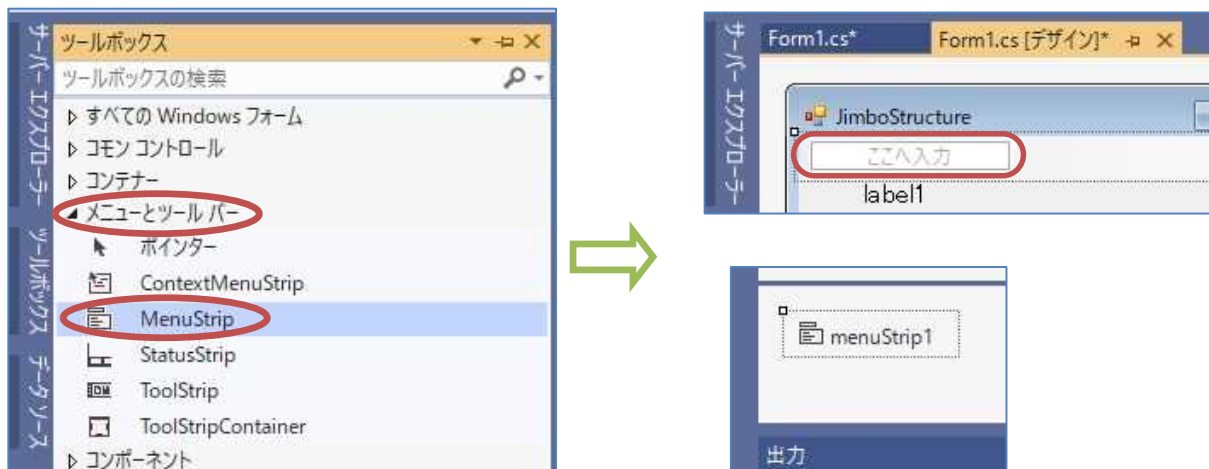 サーバー エクスプローラー
ツールボックス
データ ソース
ツールボックス
ツールボックスの検索
すべての Windows フォーム
コモン コントロール
コンテナー
メニューとツール バー
ポインター
ContextMenuStrip
MenuStrip
StatusStrip
ToolStrip
ToolStripContainer
コンポーネント
サーバー エクスプローラー
Form1.cs*
Form1.cs [デザイン]*
JimboStructure
ここへ入力
label1
menuStrip1
出力